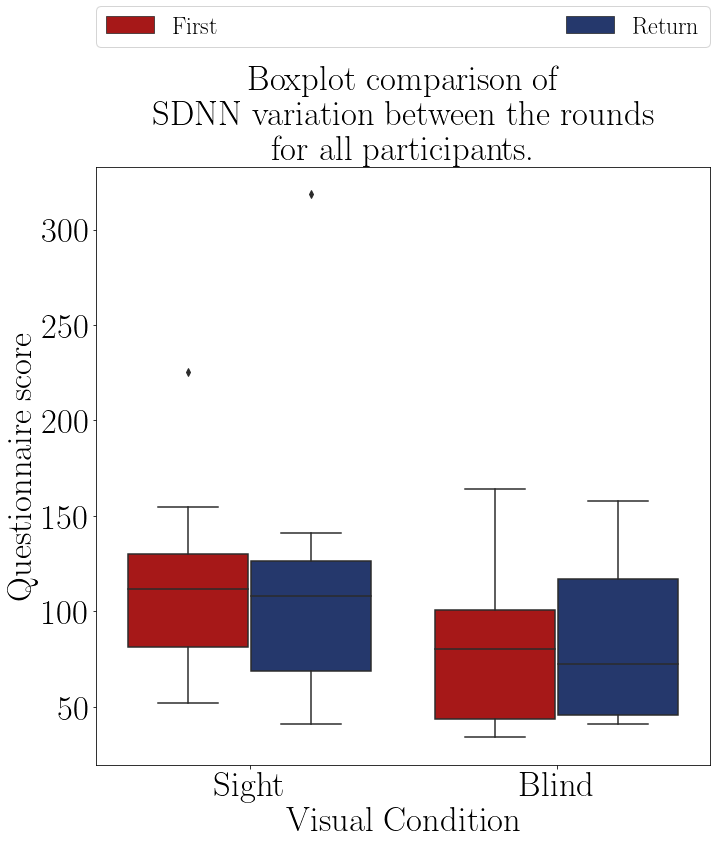 First
Return
Boxplot comparison of
SDNN variation between the rounds
for all participants.
300
250
200
150
100
50
Questionnaire score
Sight
Blind
Visual Condition